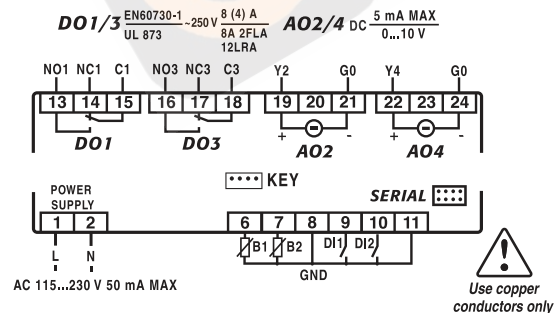 DO1/3 EN60730-1 ~250 V 8 (4) A AO2/4 DC 5 mA MAX
UL 873 8A 2FLA 0...10 V
12LRA
NO1 NC1 C1 NO3 NC3 C3 Y2 G0 Y4 G0
13 14 15 16 17 18 19 20 21 22 23 24
+ - + -
DO1 DO3 AO2 AO4
KEY
POWER
SUPPLY
SERIAL
1 2 6 7 8 9 10 11
L N B1 B2 DI1 DI2
GND
AC 115...230 V 50 mA MAX
!
Use copper
conductors only